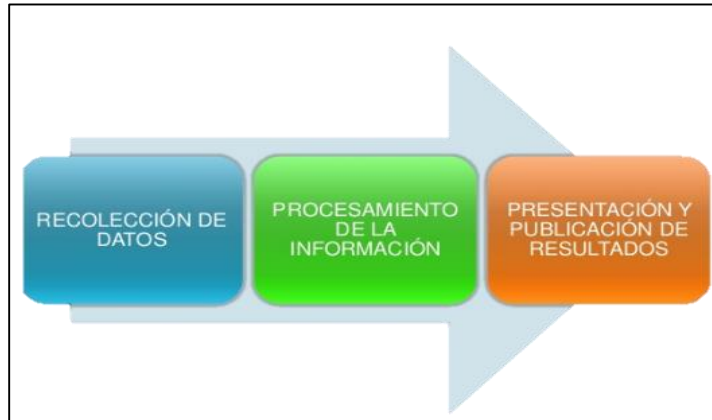 RECOLECCIÓN DE
DATOS
PROCESAMIENTO
DE LA
INFORMACIÓN
PRESENTACIÓN Y
PUBLICACIÓN DE
RESULTADOS